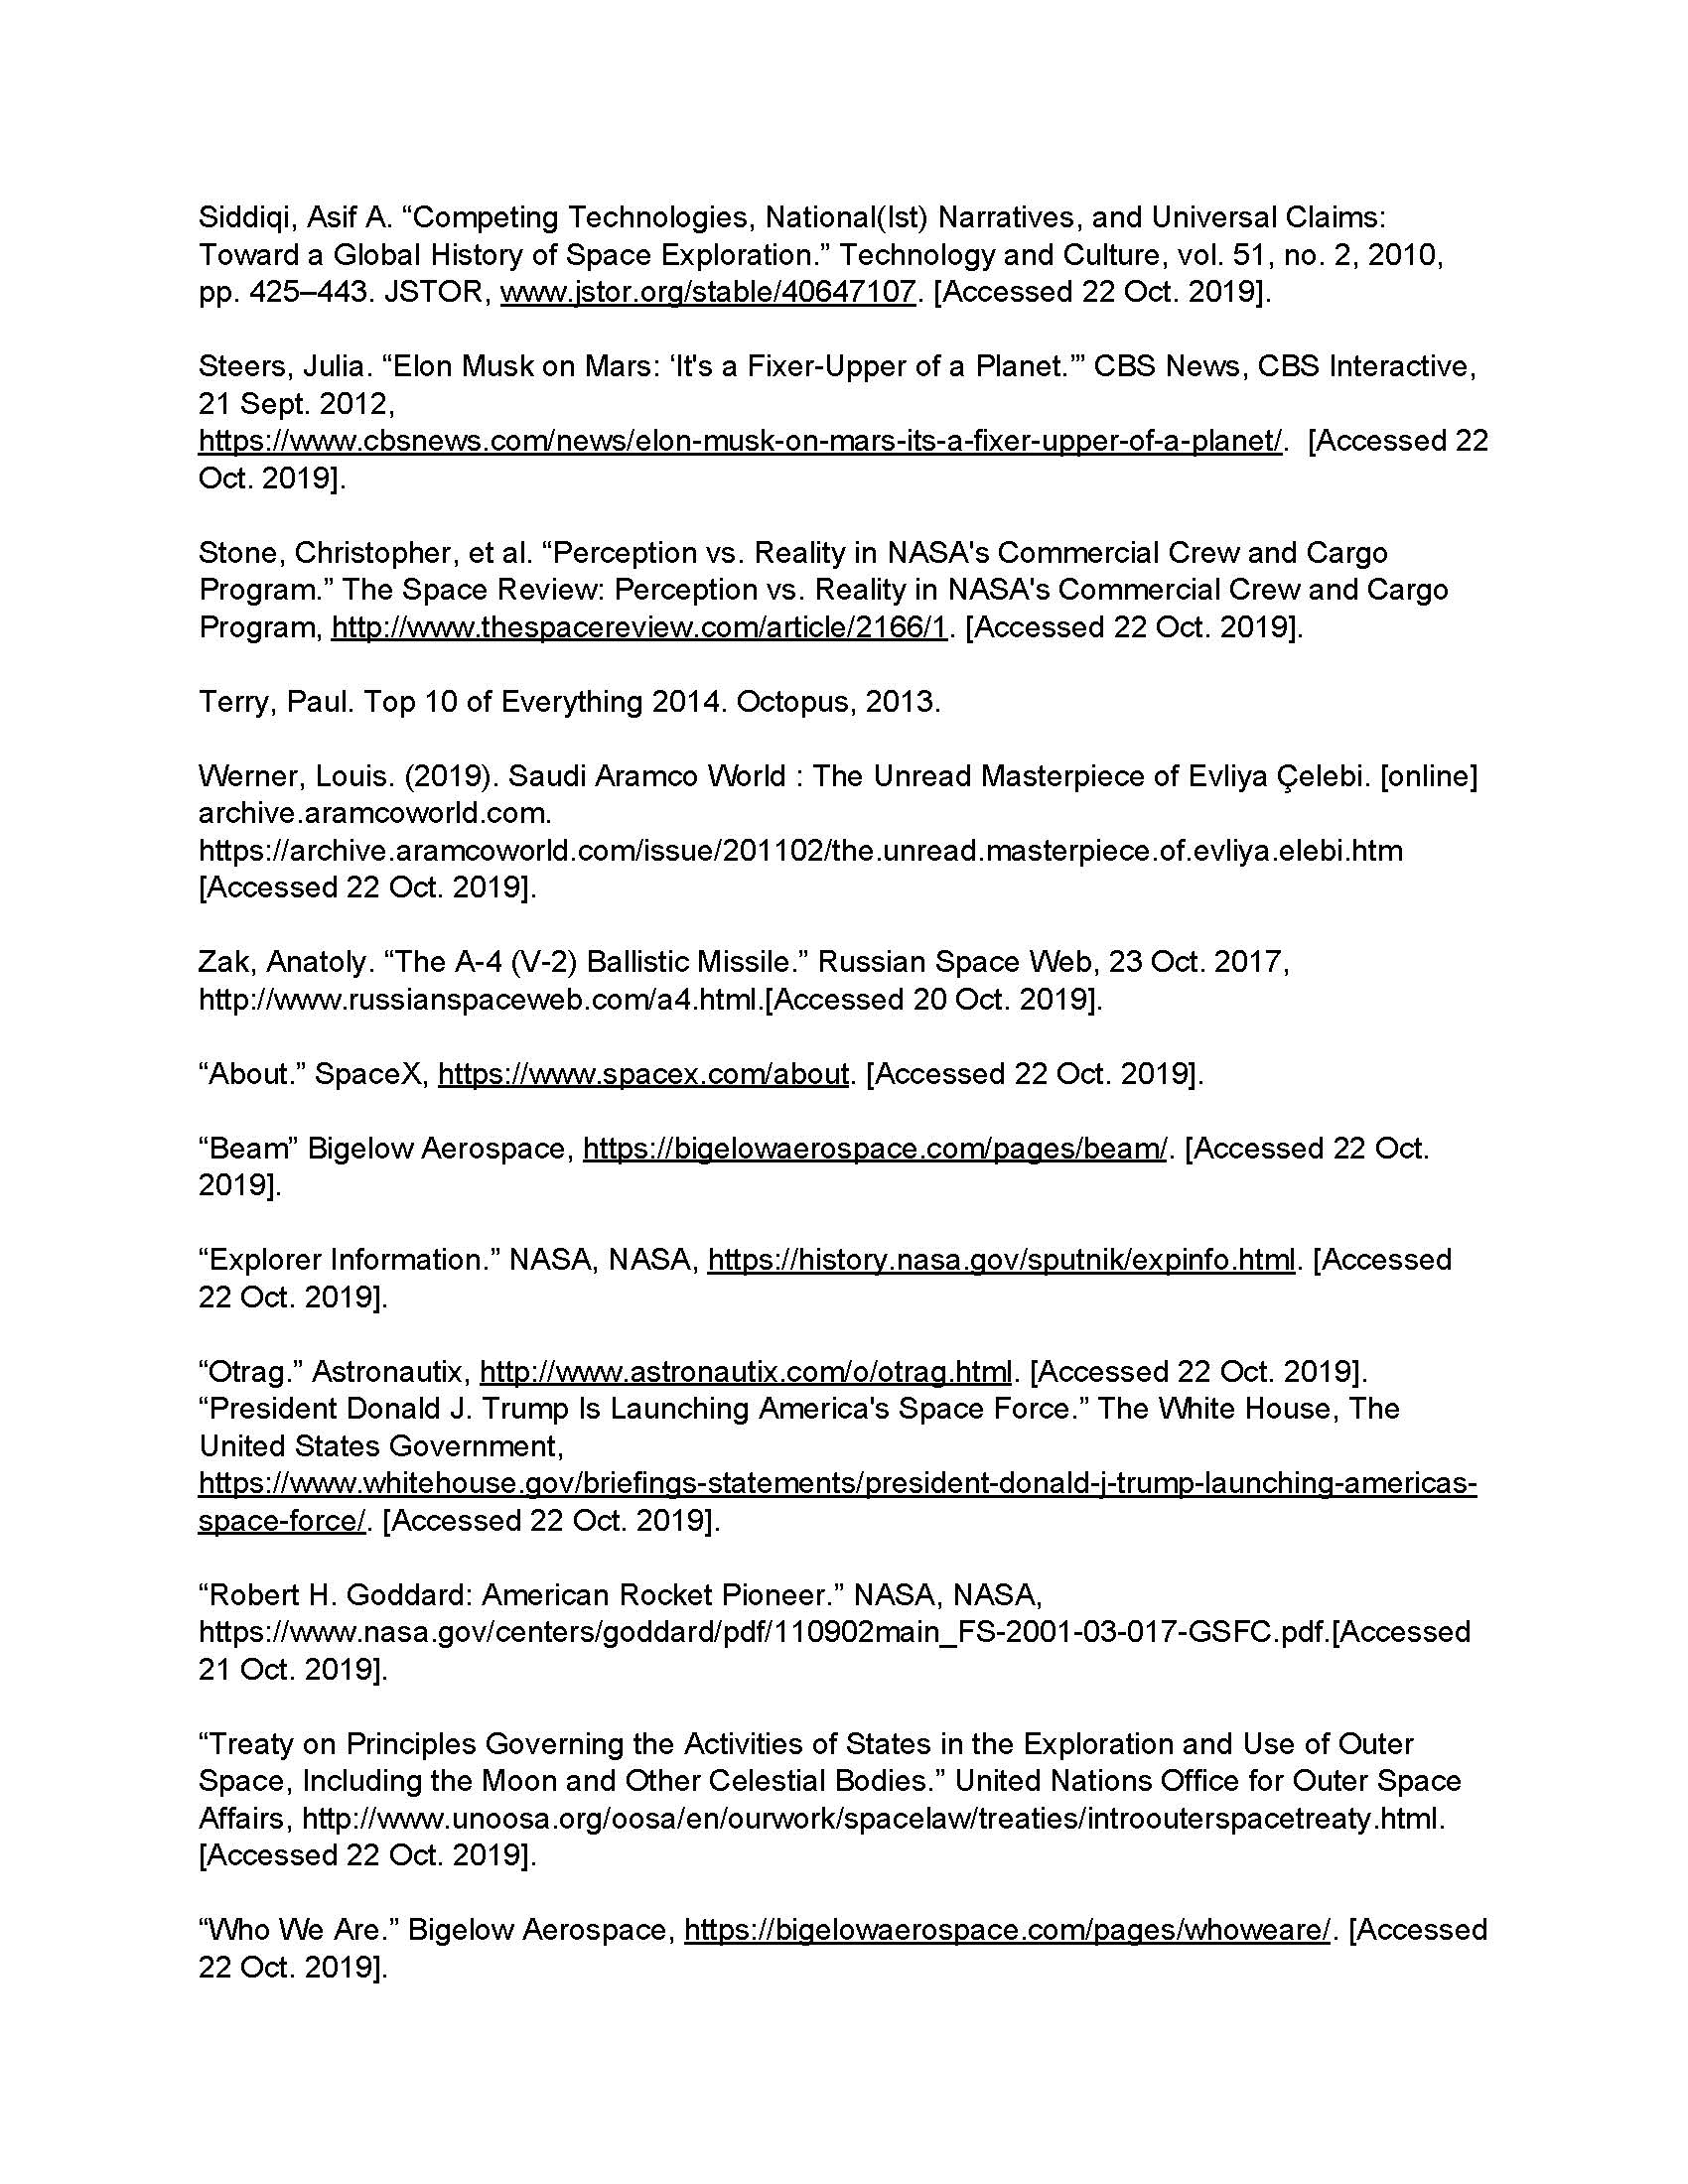 Siddiqi, Asif A. “Competing Technologies, National(Ist) Narratives, and Universal Claims:
Toward a Global History of Space Exploration.” Technology and Culture, vol. 51, no. 2, 2010,
pp. 425–443. JSTOR, www.jstor.org/stable/40647107. [Accessed 22 Oct. 2019].
Steers, Julia. “Elon Musk on Mars: ‘It's a Fixer-Upper of a Planet.’” CBS News, CBS Interactive,
21 Sept. 2012,
https://www.cbsnews.com/news/elon-musk-on-mars-its-a-fixer-upper-of-a-planet/.  [Accessed 22
Oct. 2019].
Stone, Christopher, et al. “Perception vs. Reality in NASA's Commercial Crew and Cargo
Program.” The Space Review: Perception vs. Reality in NASA's Commercial Crew and Cargo
Program, http://www.thespacereview.com/article/2166/1. [Accessed 22 Oct. 2019].
Terry, Paul. Top 10 of Everything 2014. Octopus, 2013.
Werner, Louis. (2019). Saudi Aramco World : The Unread Masterpiece of Evliya Çelebi. [online]
archive.aramcoworld.com.
https://archive.aramcoworld.com/issue/201102/the.unread.masterpiece.of.evliya.elebi.htm
[Accessed 22 Oct. 2019].
Zak, Anatoly. “The A-4 (V-2) Ballistic Missile.” Russian Space Web, 23 Oct. 2017,
http://www.russianspaceweb.com/a4.html.[Accessed 20 Oct. 2019].
“About.” SpaceX, https://www.spacex.com/about. [Accessed 22 Oct. 2019].
“Beam” Bigelow Aerospace, https://bigelowaerospace.com/pages/beam/. [Accessed 22 Oct.
2019].
“Explorer Information.” NASA, NASA, https://history.nasa.gov/sputnik/expinfo.html. [Accessed
22 Oct. 2019].
“Otrag.” Astronautix, http://www.astronautix.com/o/otrag.html. [Accessed 22 Oct. 2019].
“President Donald J. Trump Is Launching America's Space Force.” The White House, The
United States Government,
https://www.whitehouse.gov/briefings-statements/president-donald-j-trump-launching-americas-
space-force/. [Accessed 22 Oct. 2019].
“Robert H. Goddard: American Rocket Pioneer.” NASA, NASA,
https://www.nasa.gov/centers/goddard/pdf/110902main_FS-2001-03-017-GSFC.pdf.[Accessed
21 Oct. 2019].
“Treaty on Principles Governing the Activities of States in the Exploration and Use of Outer
Space, Including the Moon and Other Celestial Bodies.” United Nations Office for Outer Space
Affairs, http://www.unoosa.org/oosa/en/ourwork/spacelaw/treaties/introouterspacetreaty.html.
[Accessed 22 Oct. 2019].
“Who We Are.” Bigelow Aerospace, https://bigelowaerospace.com/pages/whoweare/. [Accessed
22 Oct. 2019].